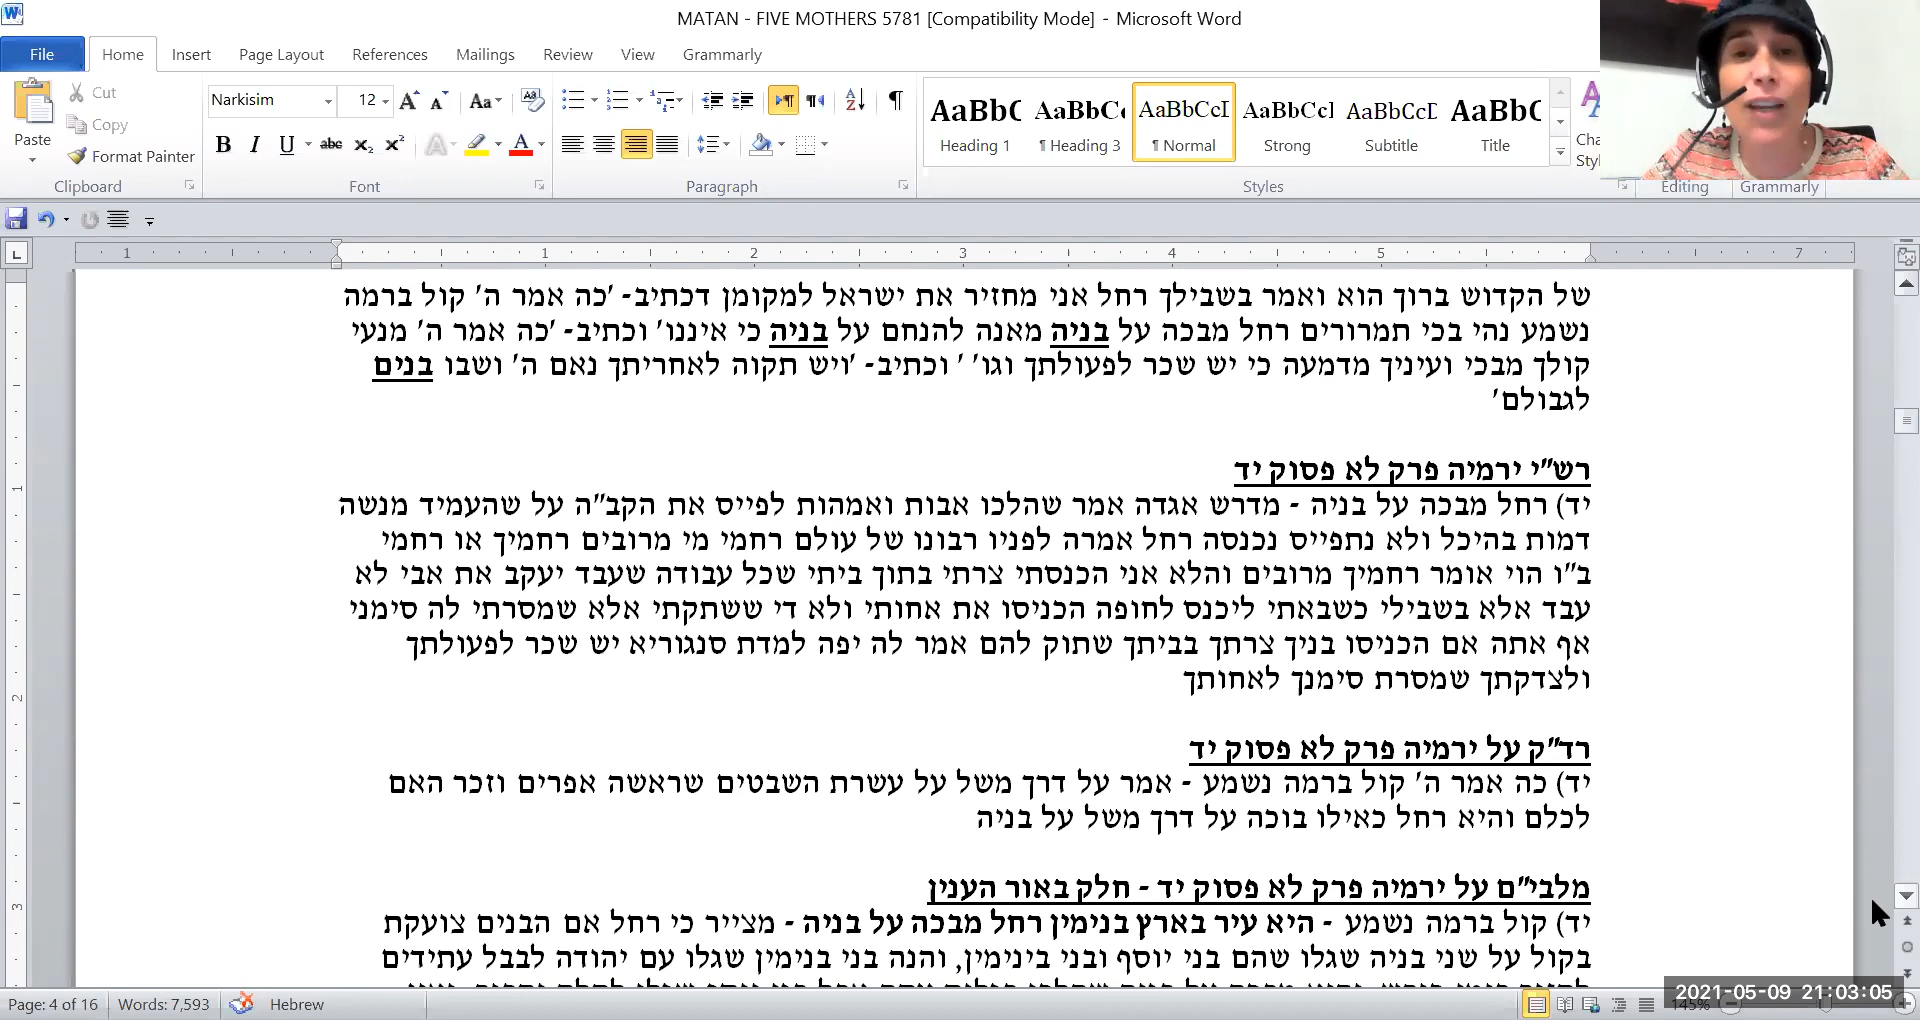 MATAN - FIVE MOTHERS 5781 [Compatibility Mode] - Microsoft Word
File Home Insert Page Layout References Mailings Review View Grammarly
Paste
Cut
Copy
Format Painter
Clipboard
Narkisim 12
Font
Paragraph
AaBbC AaBbC AaBbCcI AaBbCcI AaBbCcD AaBbC
Heading 1 ¶ Heading 3 ¶ Normal Strong Subtitle Title
Styles
Editing Grammarly
1 1 2 3 4 5 7
של הקדוש ברוך הוא ואמר בשבילך רחל אני מחזיר את ישראל למקומן דכתיב- 'כה אמר ה' קול ברמה
נשמע נהי בכי תמרורים רחל מבכה על בניה מאנה להנחם על בניה כי איננו' וכתיב- 'כה אמר ה' מנעי
קולך מבכי ועיניך מדמעה כי יש שכר לפעולתך וגו' ' וכתיב- 'ויש תקוה לאחריתך נאם ה' ושבו בנים
לגבולם'
רש"י ירמיה פרק לא פסוק יד
יד) רחל מבכה על בניה - מדרש אגדה אמר שהלכו אבות ואמהות לפייס את הקב"ה על שהעמיד מנשה
דמות בהיכל ולא נתפייס נכנסה רחל אמרה לפניו רבונו של עולם רחמי מי מרובים רחמיך או רחמי
ב"ו הוי אומר רחמיך מרובים והלא אני הכנסתי צרתי בתוך ביתי שכל עבודה שעבד יעקב את אבי לא
עבד אלא בשבילי כשבאתי ליכנס לחופה הכניסו את אחותי ולא די ששתקתי אלא שמסרתי לה סימני
אף אתה אם הכניסו בניך צרתך בביתך שתוק להם אמר לה יפה למדת סנגוריא יש שכר לפעולתך
ולצדקתך שמסרת סימנך לאחותך
רד"ק על ירמיה פרק לא פסוק יד
יד) כה אמר ה' קול ברמה נשמע - אמר על דרך משל על עשרת השבטים שראשה אפרים וזכר האם
לכלם והיא רחל כאילו בוכה על דרך משל על בניה
מלבי"ם על ירמיה פרק לא פסוק יד - חלק באור הענין
יד) קול ברמה נשמע - היא עיר בארץ בנימין רחל מבכה על בניה - מצייר כי רחל אם הבנים צועקת
בקול על שני בניה שגלו שהם בני יוסף ובני בינימין, והנה בני בנימין שגלו עם יהודה לבבל עתידים
Page: 4 of 16 Words: 7,593 Hebrew
145%
2021-05-09 21:03:05